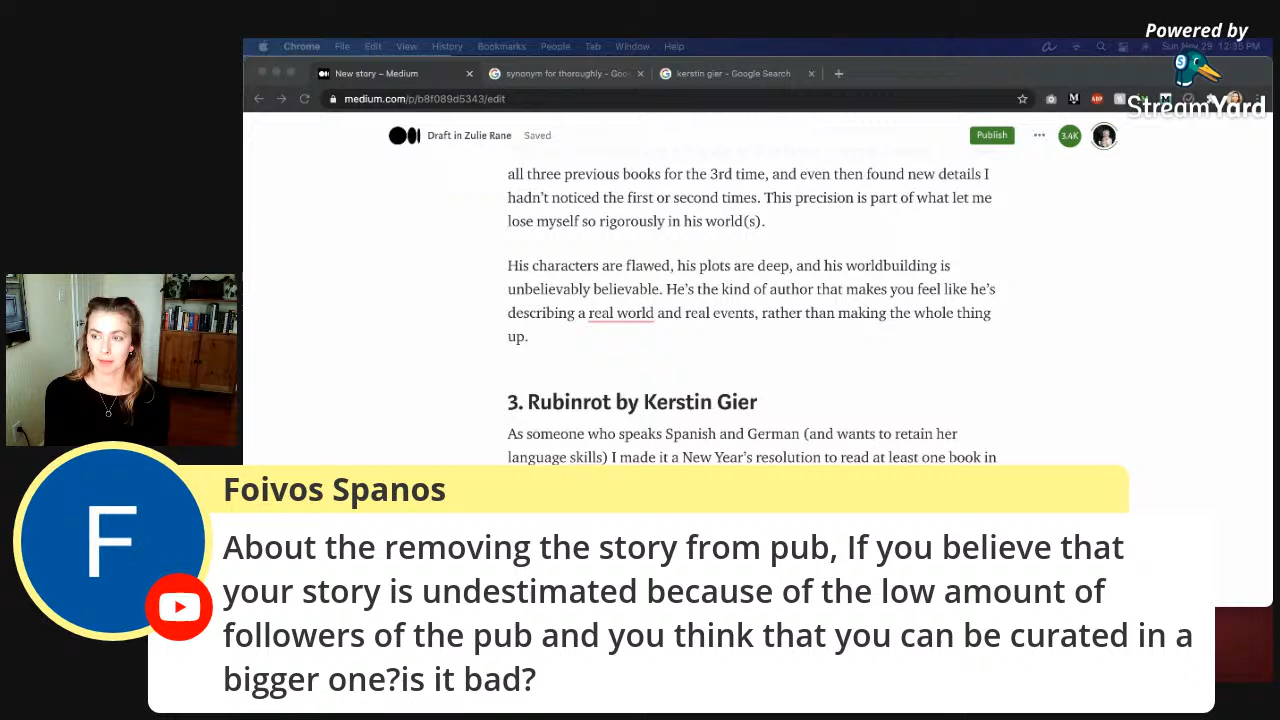 Powered by
StreamYard
Chrome File Edit View History Bookmarks People Tab Window Help
Sun Nov 29 12:35 PM
New story – Medium
synonym for thoroughly - Goo
kerstin gier - Google Search
medium.com/p/b8f089d5343/edit
Draft in Zulie Rane Saved
Publish
3.4K
all three previous books for the 3rd time, and even then found new details I
hadn't noticed the first or second times. This precision is part of what let me
lose myself so rigorously in his world(s).
His characters are flawed, his plots are deep, and his worldbuilding is
unbelievably believable. He's the kind of author that makes you feel like he's
describing a real world and real events, rather than making the whole thing
up.
3. Rubinrot by Kerstin Gier
As someone who speaks Spanish and German (and wants to retain her
language skills) I made it a New Year's resolution to read at least one book in
F
Foivos Spanos
About the removing the story from pub, If you believe that
your story is undestimated because of the low amount of
followers of the pub and you think that you can be curated in a
bigger one?is it bad?